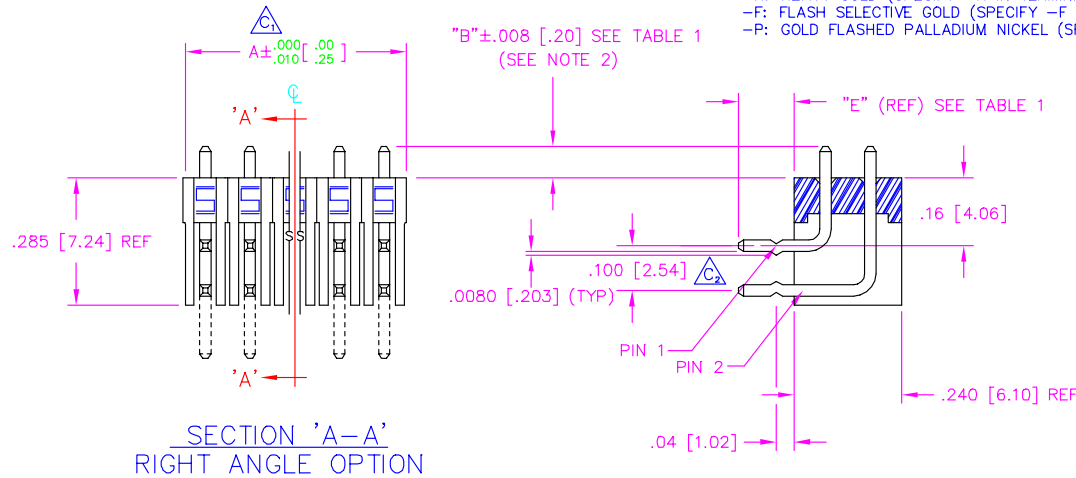 -F: FLASH SELECTIVE GOLD (SPECIFY -F
-P: GOLD FLASHED PALLADIUM NICKEL
C1
A±.000/.010[.00/.25]
"B"±.008 [.20] SEE TABLE 1
(SEE NOTE 2)
"E" (REF) SEE TABLE 1
℄
'A'
S S S S S
.285 [7.24] REF
S S
.16 [4.06]
.100 [2.54]
C2
.0080 [.203] (TYP)
PIN 1
PIN 2
'A'
.240 [6.10] REF
.04 [1.02]
SECTION 'A-A'
RIGHT ANGLE OPTION